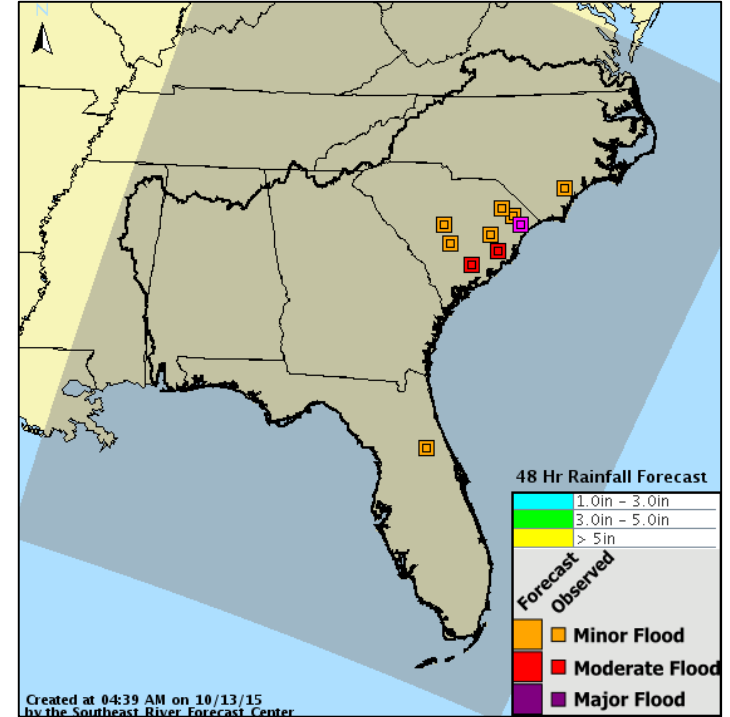 N
48 Hr Rainfall Forecast
1.0in - 3.0in
3.0in - 5.0in
> 5in
Forecast
Observed
Minor Flood
Moderate Flood
Major Flood
Created at 04:39 AM on 10/13/15
by the Southeast River Forecast Center